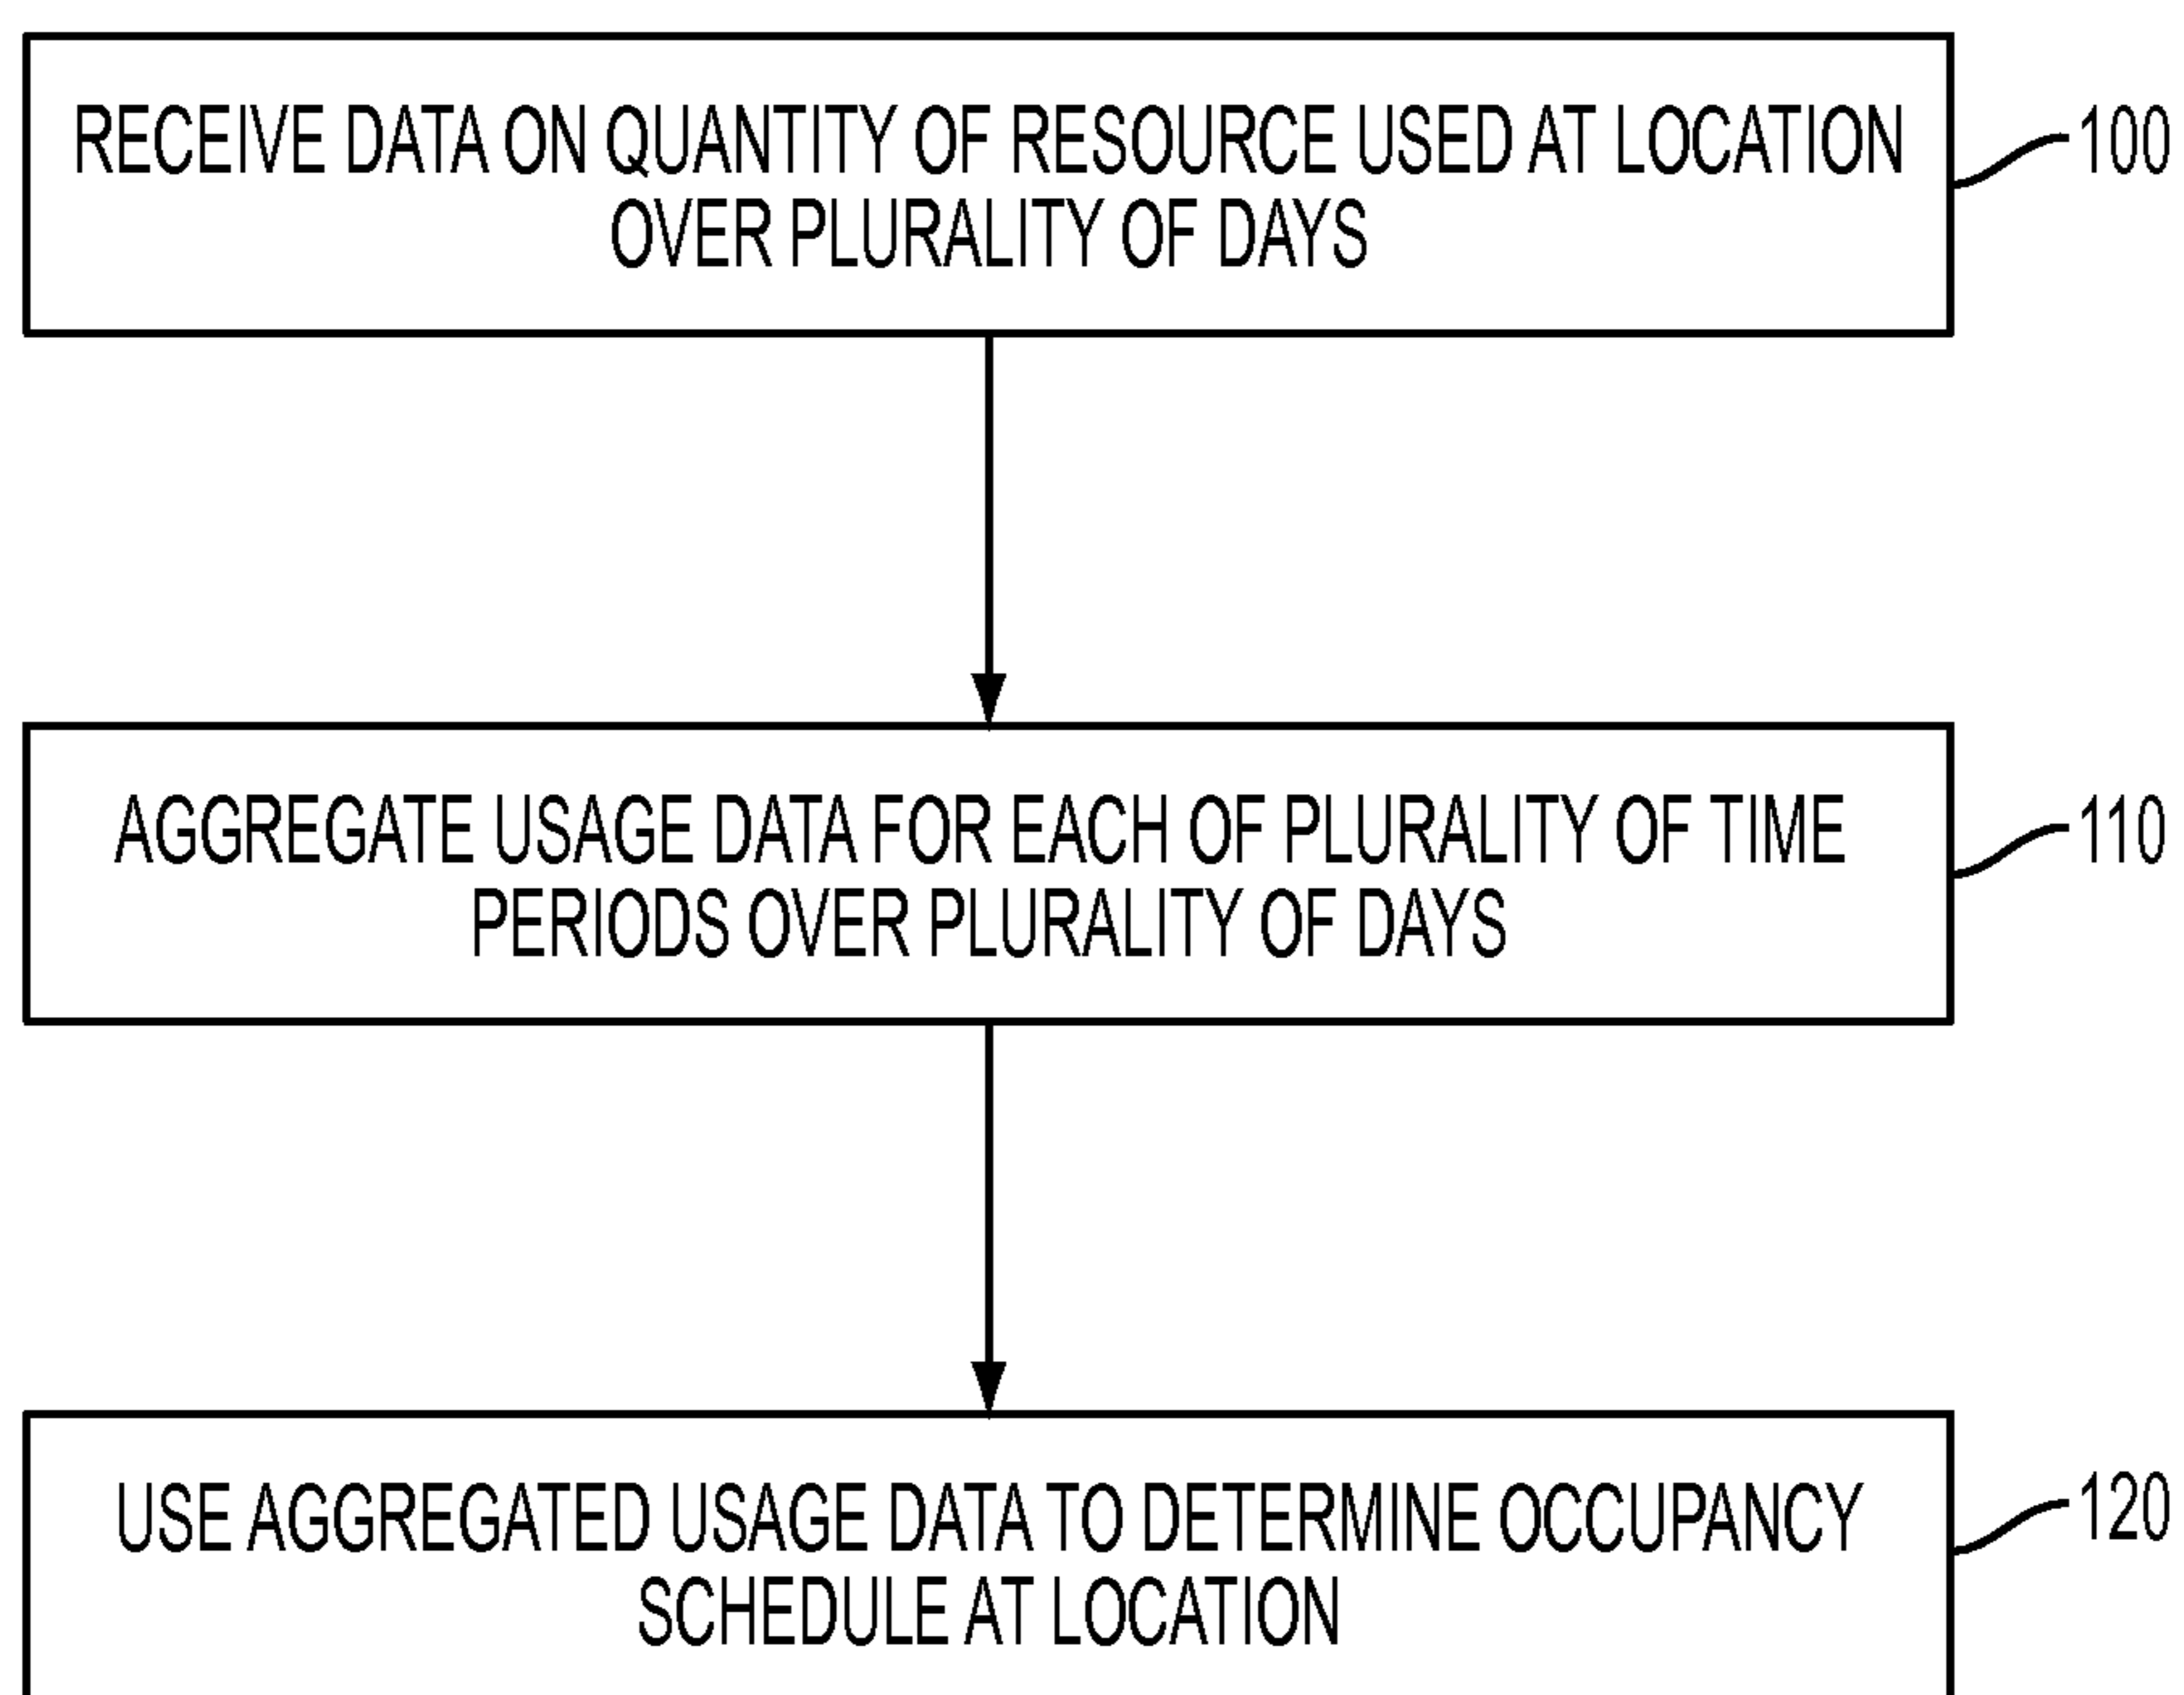 RECEIVE DATA ON QUANTITY OF RESOURCE USED AT LOCATION
OVER PLURALITY OF DAYS
100
AGGREGATE USAGE DATA FOR EACH OF PLURALITY OF TIME
PERIODS OVER PLURALITY OF DAYS
110
USE AGGREGATED USAGE DATA TO DETERMINE OCCUPANCY
SCHEDULE AT LOCATION
120